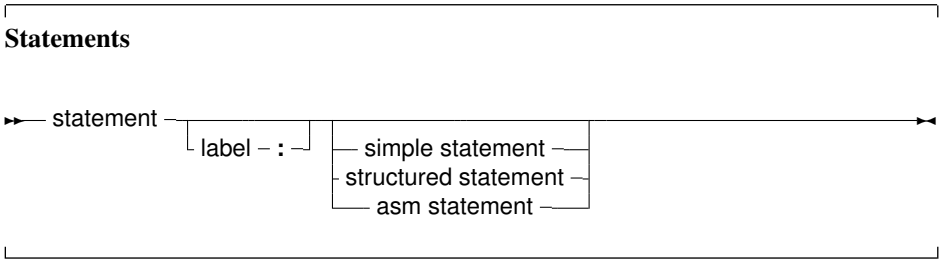 Statements
statement
label :
simple statement
structured statement
asm statement